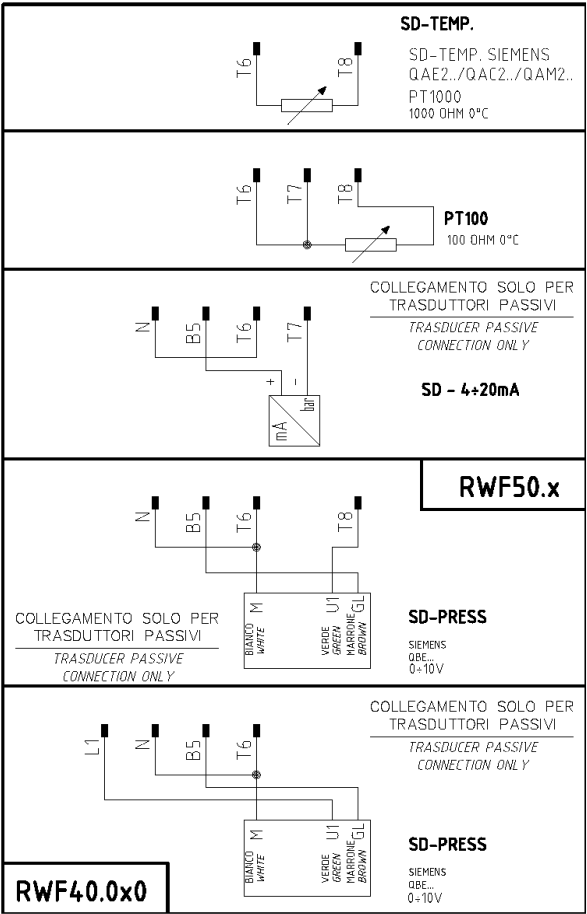 SD-TEMP.
T6 T8
SD-TEMP. SIEMENS
QAE2../QAC2../QAM2..
PT1000
1000 OHM 0°C
T6 T7 T8
PT100
100 OHM 0°C
COLLEGAMENTO SOLO PER
TRASDUTTORI PASSIVI
TRASDUCER PASSIVE
CONNECTION ONLY
N B5 T6 T7
+ -
mA bar
SD - 4÷20mA
RWF50.x
N B5 T6 T8
M U1 GL
BIANCO VERDE MARRONE
WHITE GREEN BROWN
COLLEGAMENTO SOLO PER
TRASDUTTORI PASSIVI
TRASDUCER PASSIVE
CONNECTION ONLY
SD-PRESS
SIEMENS
QBE...
0÷10V
COLLEGAMENTO SOLO PER
TRASDUTTORI PASSIVI
TRASDUCER PASSIVE
CONNECTION ONLY
L1 N B5 T6
M U1 GL
BIANCO VERDE MARRONE
WHITE GREEN BROWN
SD-PRESS
SIEMENS
QBE...
0÷10V
RWF40.0x0